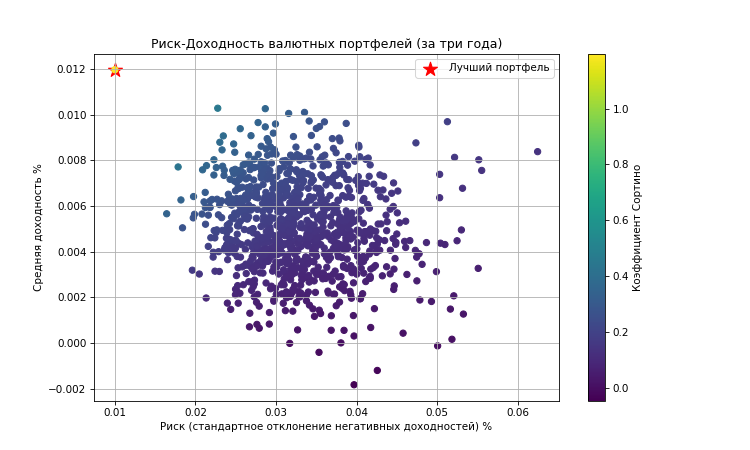 Риск-Доходность валютных портфелей (за три года)
Лучший портфель
0.012
0.010
0.008
0.006
0.004
0.002
0.000
−0.002
Средняя доходность %
0.01 0.02 0.03 0.04 0.05 0.06
Риск (стандартное отклонение негативных доходностей) %
1.0
0.8
0.6
0.4
0.2
0.0
Коэффициент Сортино